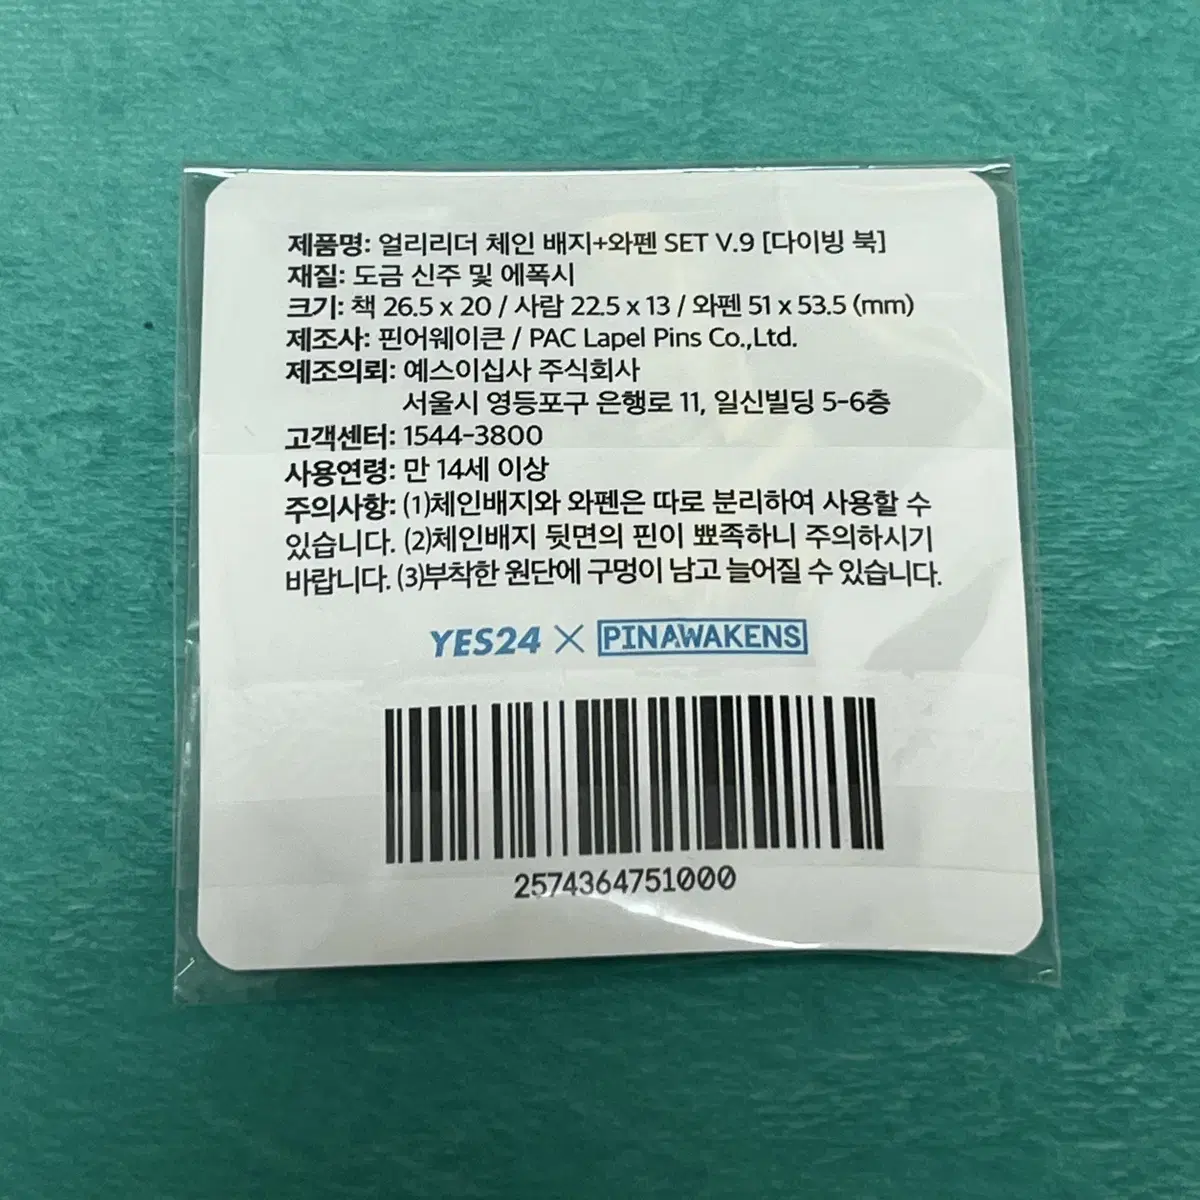 제품명: 얼리리더 체인 배지+와펜 SET V.9 [다이빙 북]
재질: 도금 신주 및 에폭시
크기: 책 26.5 x 20 / 사람 22.5 x 13 / 와펜 51 x 53.5 (mm)
제조사: 핀어웨이큰 / PAC Lapel Pins Co.,Ltd.
제조의뢰: 예스이십사 주식회사
서울시 영등포구 은행로 11, 일신빌딩 5-6층
고객센터: 1544-3800
사용연령: 만 14세 이상
주의사항: (1)체인배지와 와펜은 따로 분리하여 사용할 수
있습니다. (2)체인배지 뒷면의 핀이 뾰족하니 주의하시기
바랍니다. (3)부착한 원단에 구멍이 남고 늘어질 수 있습니다.
YES24 X PINAWAKENS
2574364751000